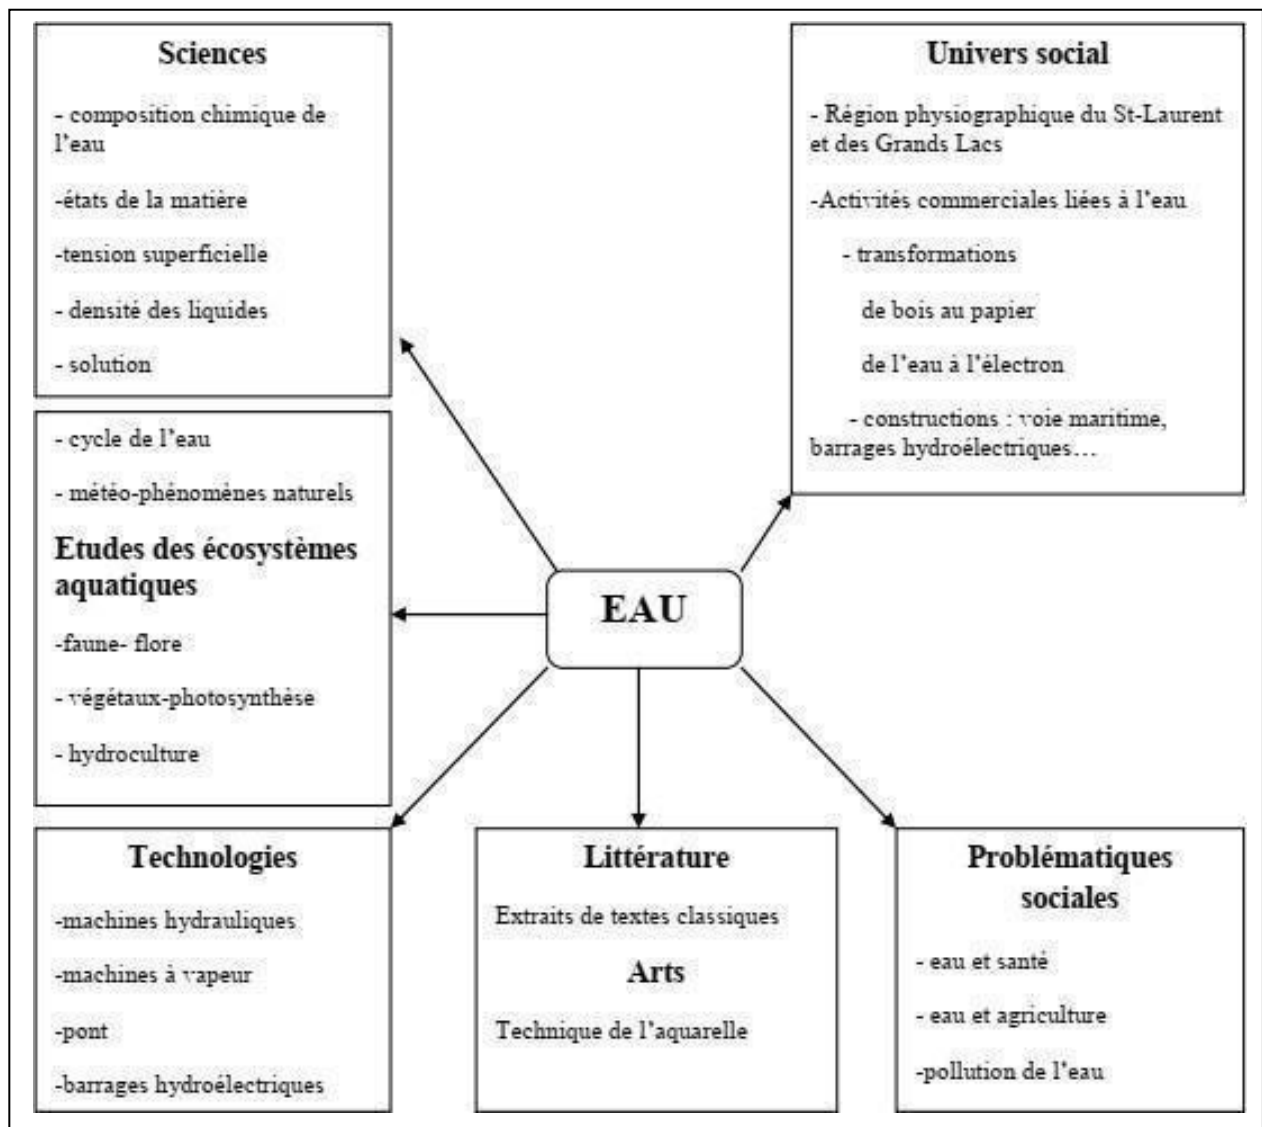 Sciences
- composition chimique de
l'eau
-états de la matière
-tension superficielle
- densité des liquides
- solution
- cycle de l'eau
- météo-phénomènes naturels
Etudes des écosystèmes
aquatiques
-faune- flore
- végétaux-photosynthèse
- hydroculture
Univers social
- Région physiographique du St-Laurent
et des Grands Lacs
-Activités commerciales liées à l'eau
- transformations
de bois au papier
de l'eau à l'électron
- constructions : voie maritime,
barrages hydroélectriques…
EAU
Technologies
-machines hydrauliques
-machines à vapeur
-pont
-barrages hydroélectriques
Littérature
Extraits de textes classiques
Arts
Technique de l'aquarelle
Problématiques
sociales
- eau et santé
- eau et agriculture
-pollution de l'eau